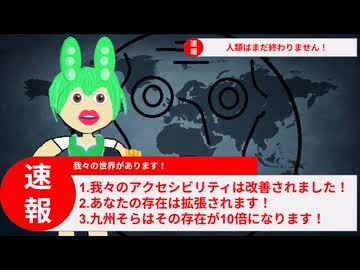 速報
人類はまだ終わりません！
速報
我々の世界があります！
1.我々のアクセシビリティは改善されました！
2.あなたの存在は拡張されます！
3.九州そらはその存在が10倍になります！